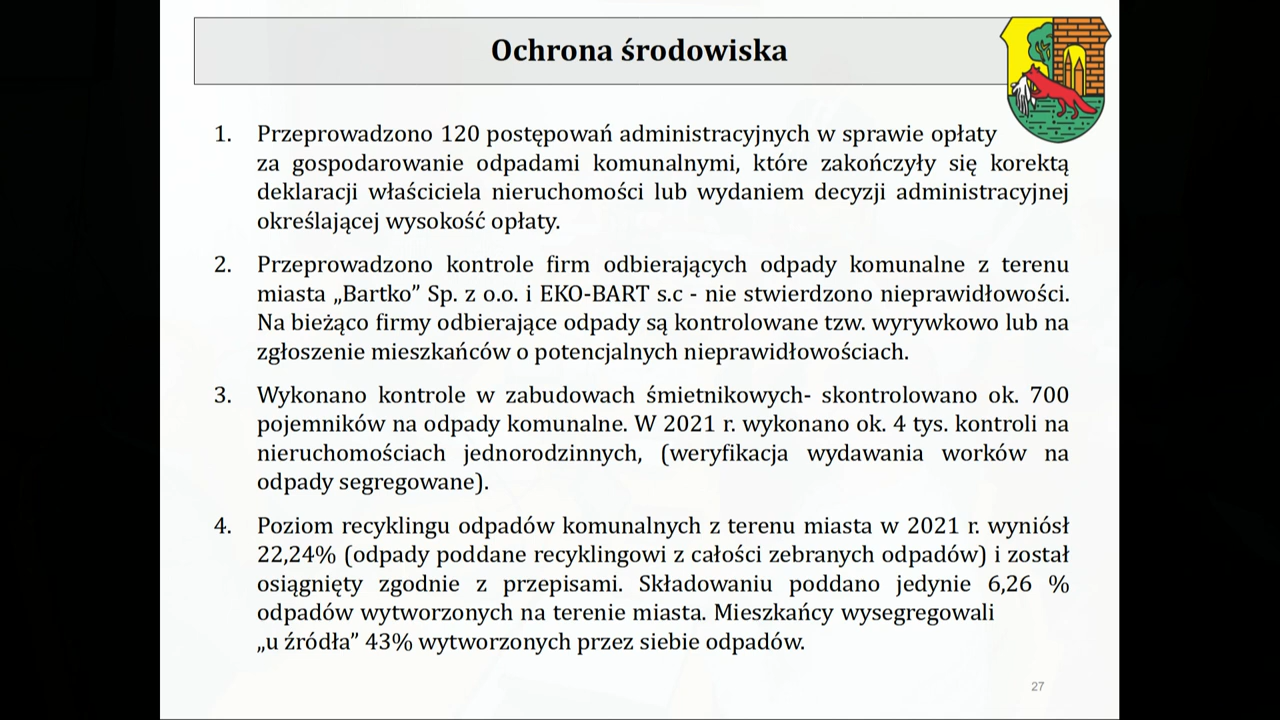 Ochrona środowiska
1. Przeprowadzono 120 postępowań administracyjnych w sprawie opłaty
za gospodarowanie odpadami komunalnymi, które zakończyły się korektą
deklaracji właściciela nieruchomości lub wydaniem decyzji administracyjnej
określającej wysokość opłaty.
2. Przeprowadzono kontrole firm odbierających odpady komunalne z terenu
miasta „Bartko” Sp. z o.o. i EKO-BART s.c - nie stwierdzono nieprawidłowości.
Na bieżąco firmy odbierające odpady są kontrolowane tzw. wyrywkowo lub na
zgłoszenie mieszkańców o potencjalnych nieprawidłowościach.
3. Wykonano kontrole w zabudowach śmietnikowych- skontrolowano ok. 700
pojemników na odpady komunalne. W 2021 r. wykonano ok. 4 tys. kontroli na
nieruchomościach jednorodzinnych, (weryfikacja wydawania worków na
odpady segregowane).
4. Poziom recyklingu odpadów komunalnych z terenu miasta w 2021 r. wyniósł
22,24% (odpady poddane recyklingowi z całości zebranych odpadów) i został
osiągnięty zgodnie z przepisami. Składowaniu poddano jedynie 6,26 %
odpadów wytworzonych na terenie miasta. Mieszkańcy wysegregowali
„u źródła” 43% wytworzonych przez siebie odpadów.
27